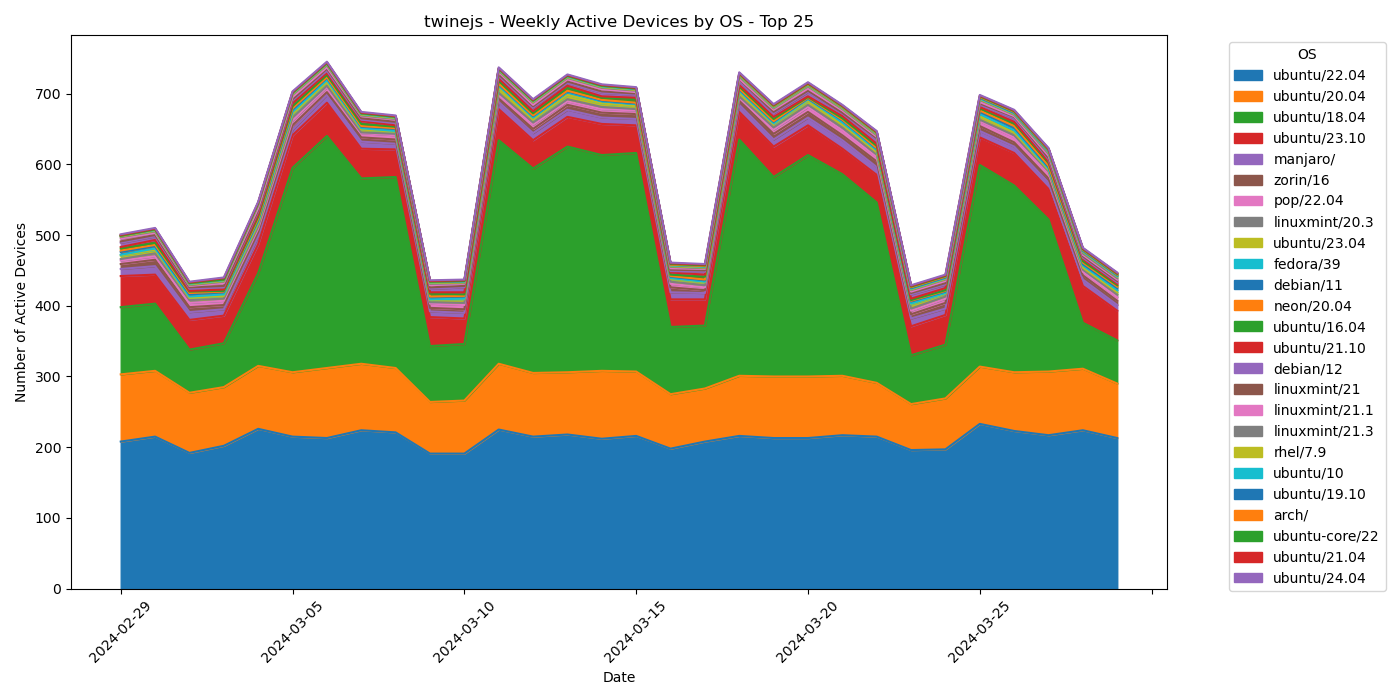 twinejs - Weekly Active Devices by OS - Top 25
Number of Active Devices
700
600
500
400
300
200
100
0
2024-02-29
2024-03-05
2024-03-10
2024-03-15
2024-03-20
2024-03-25
Date
OS
ubuntu/22.04
ubuntu/20.04
ubuntu/18.04
ubuntu/23.10
manjaro/
zorin/16
pop/22.04
linuxmint/20.3
ubuntu/23.04
fedora/39
debian/11
neon/20.04
ubuntu/16.04
ubuntu/21.10
debian/12
linuxmint/21
linuxmint/21.1
linuxmint/21.3
rhel/7.9
ubuntu/10
ubuntu/19.10
arch/
ubuntu-core/22
ubuntu/21.04
ubuntu/24.04